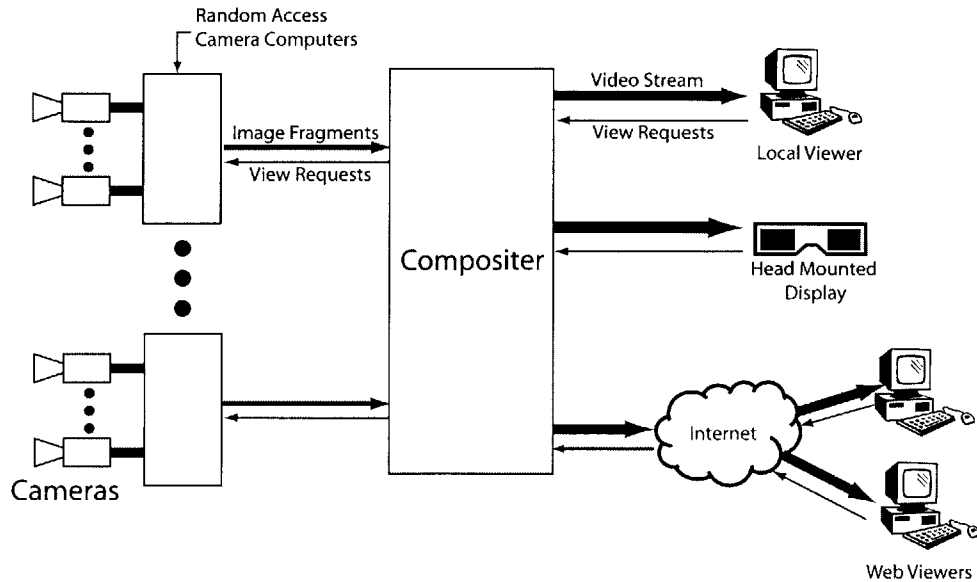 Random Access
Camera Computers
Image Fragments
View Requests
Compositer
Video Stream
View Requests
Local Viewer
Head Mounted
Display
Internet
Cameras
Web Viewers